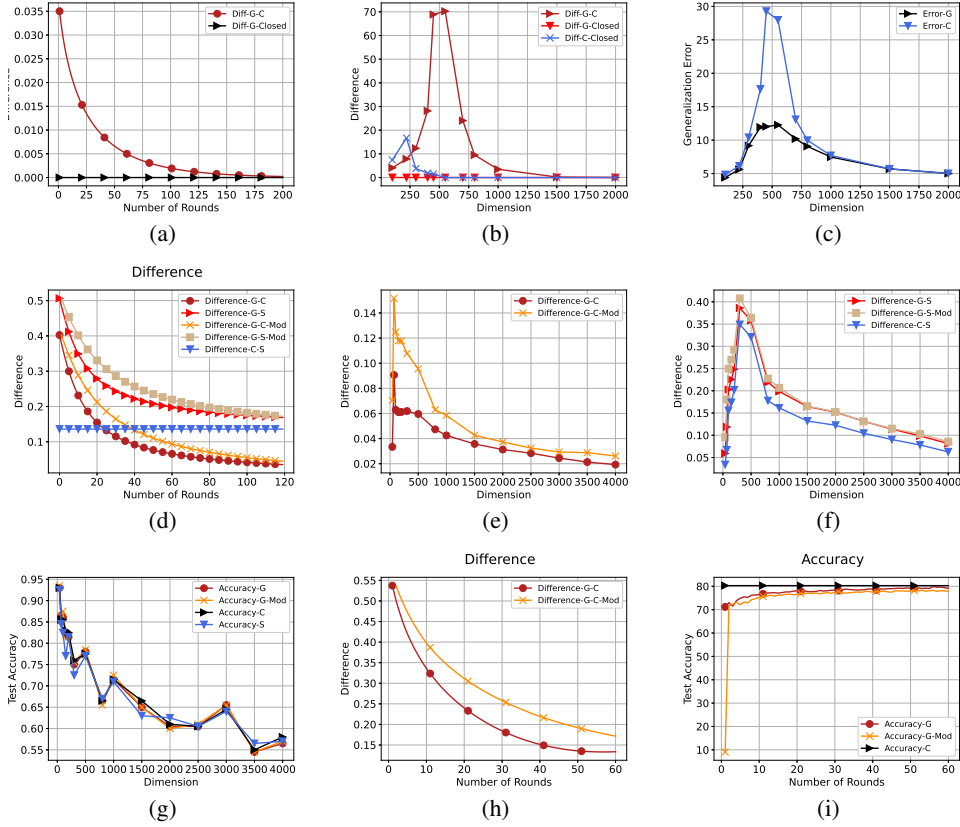 Diff-G-C
Diff-G-Closed
0.035
0.030
0.025
0.020
0.015
0.010
0.005
0.000
0 25 50 75 100 125 150 175 200
Number of Rounds
(a)
Diff-G-C
Diff-G-Closed
Diff-C-Closed
Difference
70
60
50
40
30
20
10
0
250 500 750 1000 1250 1500 1750 2000
Dimension
(b)
Error-G
Error-C
Generalization Error
30
25
20
15
10
5
250 500 750 1000 1250 1500 1750 2000
Dimension
(c)
Difference
Difference-G-C
Difference-G-S
Difference-G-C-Mod
Difference-G-S-Mod
Difference-C-S
Difference
0.5
0.4
0.3
0.2
0.1
0 20 40 60 80 100 120
Number of Rounds
(d)
Difference-G-C
Difference-G-C-Mod
Difference
0.14
0.12
0.10
0.08
0.06
0.04
0.02
0 500 1000 1500 2000 2500 3000 3500 4000
Dimension
(e)
Difference-G-S
Difference-G-S-Mod
Difference-C-S
Difference
0.40
0.35
0.30
0.25
0.20
0.15
0.10
0.05
0 500 1000 1500 2000 2500 3000 3500 4000
Dimension
(f)
Accuracy-G
Accuracy-G-Mod
Accuracy-C
Accuracy-S
Test Accuracy
0.95
0.90
0.85
0.80
0.75
0.70
0.65
0.60
0.55
0 500 1000 1500 2000 2500 3000 3500 4000
Dimension
(g)
Difference
Difference-G-C
Difference-G-C-Mod
Difference
0.55
0.50
0.45
0.40
0.35
0.30
0.25
0.20
0.15
0 10 20 30 40 50 60
Number of Rounds
(h)
Accuracy
Accuracy-G
Accuracy-G-Mod
Accuracy-C
Test Accuracy
80
70
60
50
40
30
20
10
0 10 20 30 40 50 60
Number of Rounds
(i)